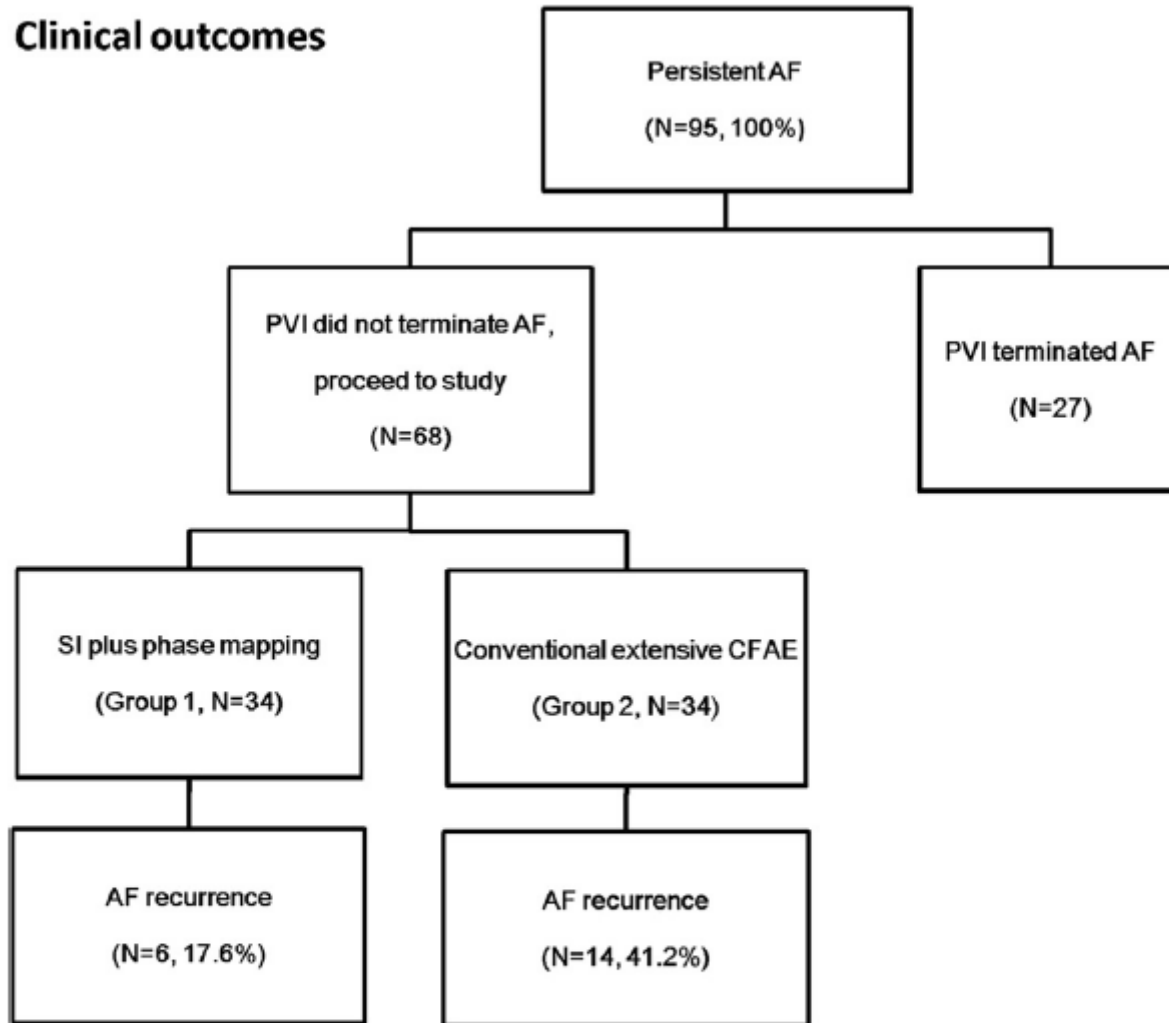 Clinical outcomes
Persistent AF
(N=95, 100%)
PVI did not terminate AF,
proceed to study
(N=68)
PVI terminated AF
(N=27)
SI plus phase mapping
(Group 1, N=34)
Conventional extensive CFAE
(Group 2, N=34)
AF recurrence
(N=6, 17.6%)
AF recurrence
(N=14, 41.2%)